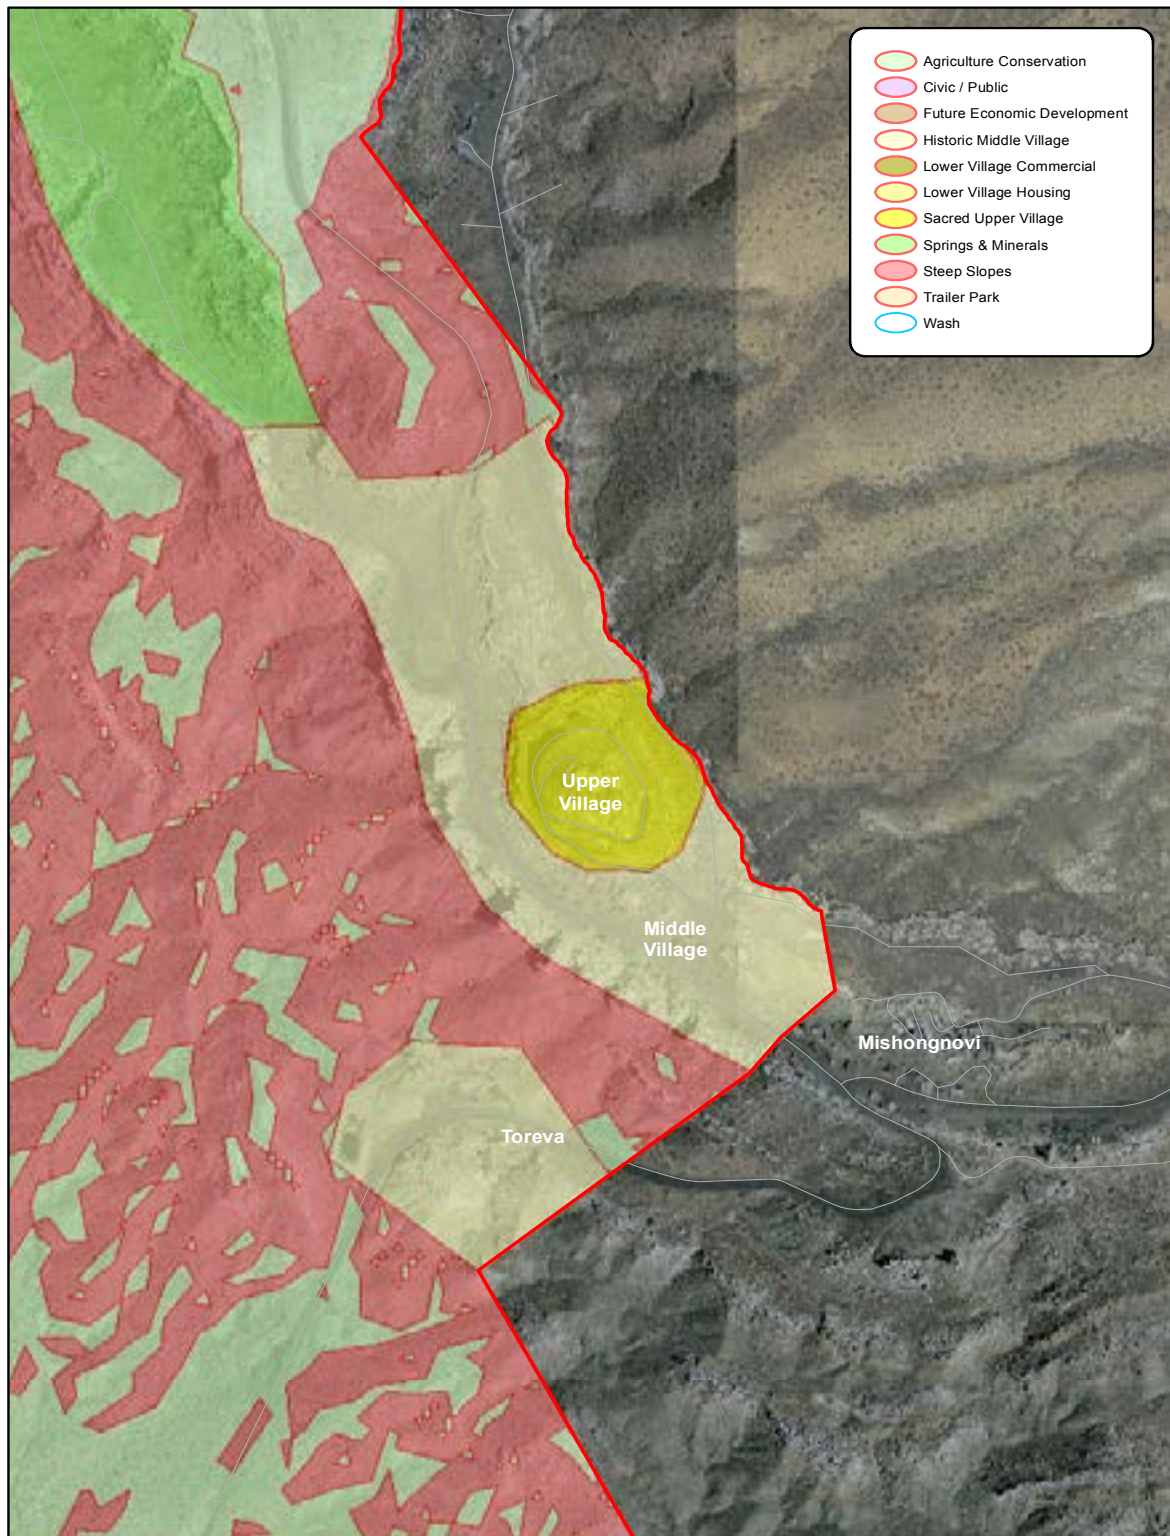 Agriculture Conservation
Civic / Public
Future Economic Development
Historic Middle Village
Lower Village Commercial
Lower Village Housing
Sacred Upper Village
Springs & Minerals
Steep Slopes
Trailer Park
Wash
Upper
Village
Middle
Village
Mishongnovi
Toreva